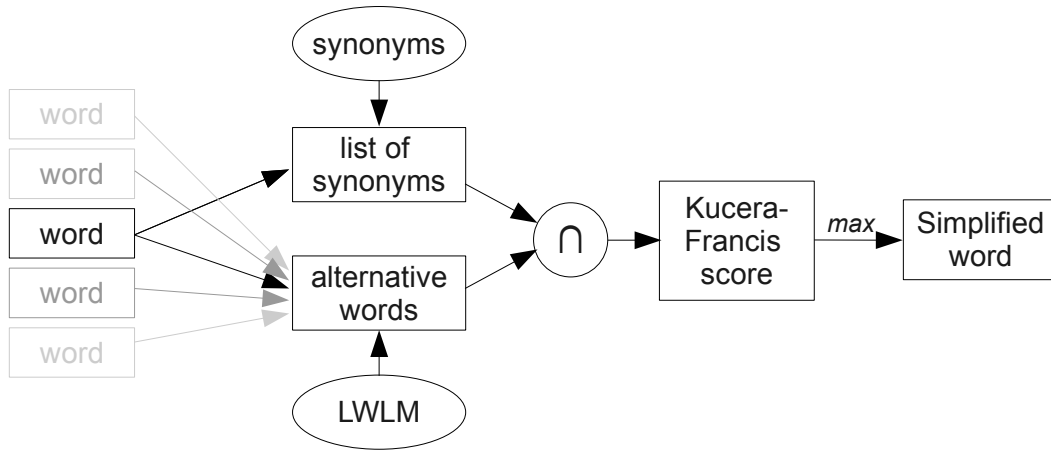 synonyms
word
word
word
word
word
list of
synonyms
alternative
words
LWLM
∩
Kucera-
Francis
score
max
Simplified
word